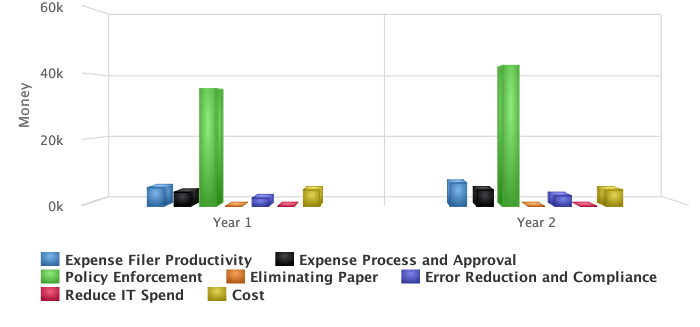 60k
40k
20k
0k
Money
Year 1
Year 2
Expense Filer Productivity
Expense Process and Approval
Policy Enforcement
Eliminating Paper
Error Reduction and Compliance
Reduce IT Spend
Cost